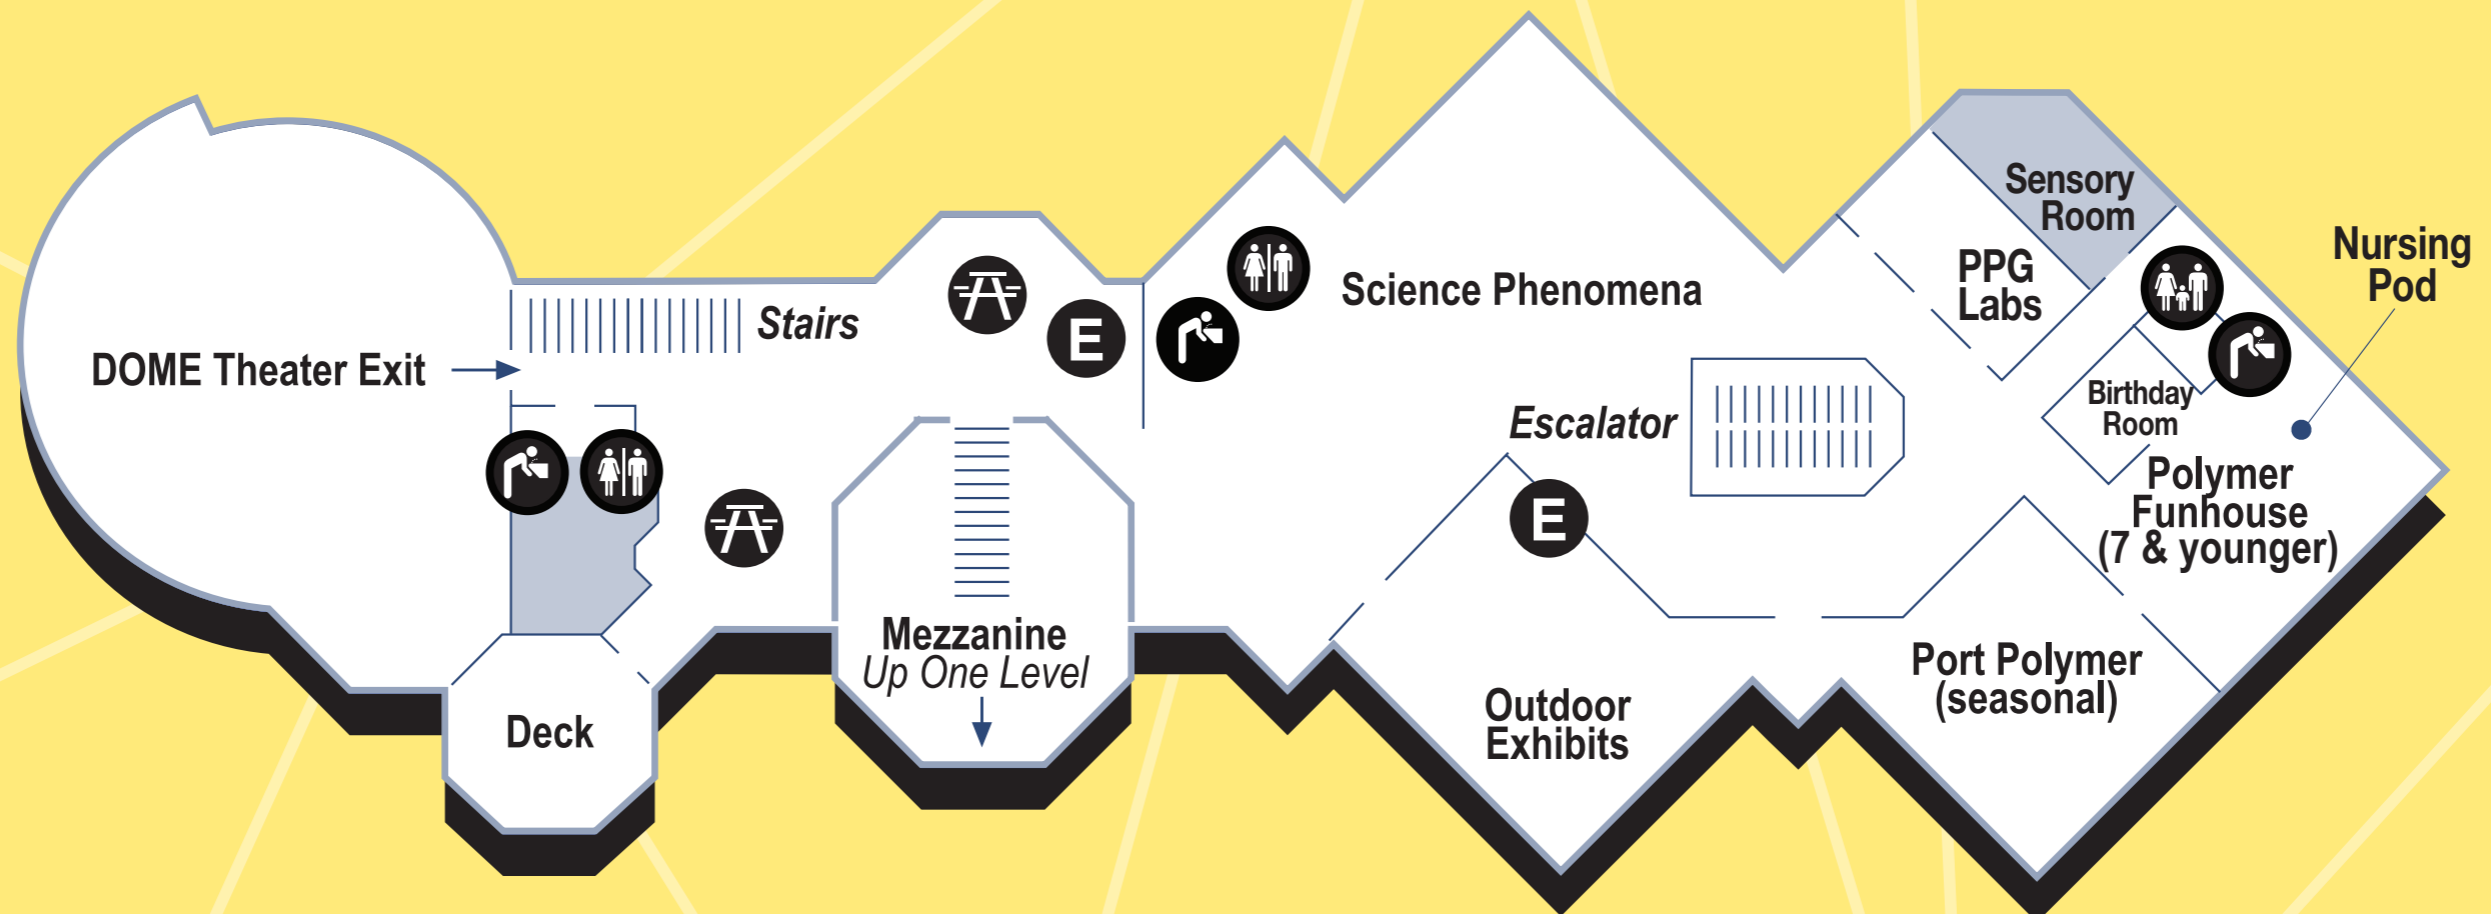 DOME Theater Exit
Stairs
E
Mezzanine
Up One Level
Deck
Science Phenomena
Escalator
E
Outdoor
Exhibits
Sensory
Room
PPG
Labs
Birthday
Room
Nursing
Pod
Polymer
Funhouse
(7 & younger)
Port Polymer
(seasonal)